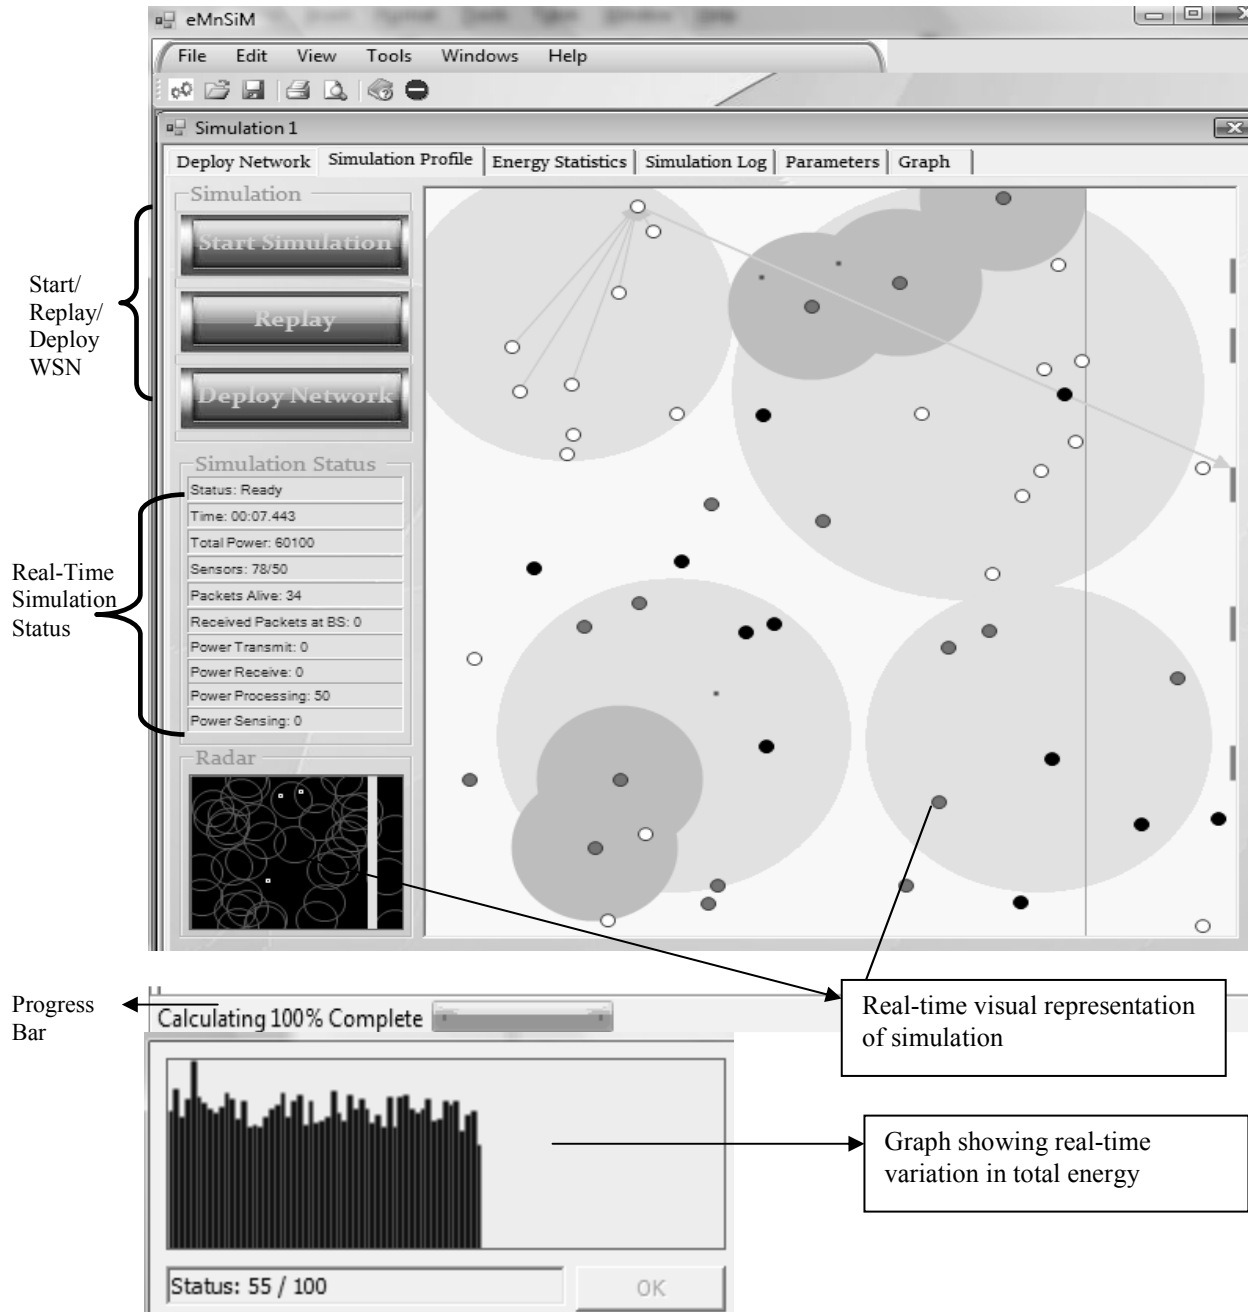 eMnSiM
File Edit View Tools Windows Help
Simulation 1
Deploy Network Simulation Profile Energy Statistics Simulation Log Parameters Graph
Simulation
Start Simulation
Replay
Deploy Network
Start/
Replay/
Deploy
WSN
Simulation Status
Status: Ready
Time: 00:07.443
Total Power: 60100
Sensors: 78/50
Packets Alive: 34
Received Packets at BS: 0
Power Transmit: 0
Power Receive: 0
Power Processing: 50
Power Sensing: 0
Real-Time
Simulation
Status
Radar
Progress
Bar
Calculating 100% Complete
Real-time visual representation
of simulation
Graph showing real-time
variation in total energy
Status: 55 / 100
OK